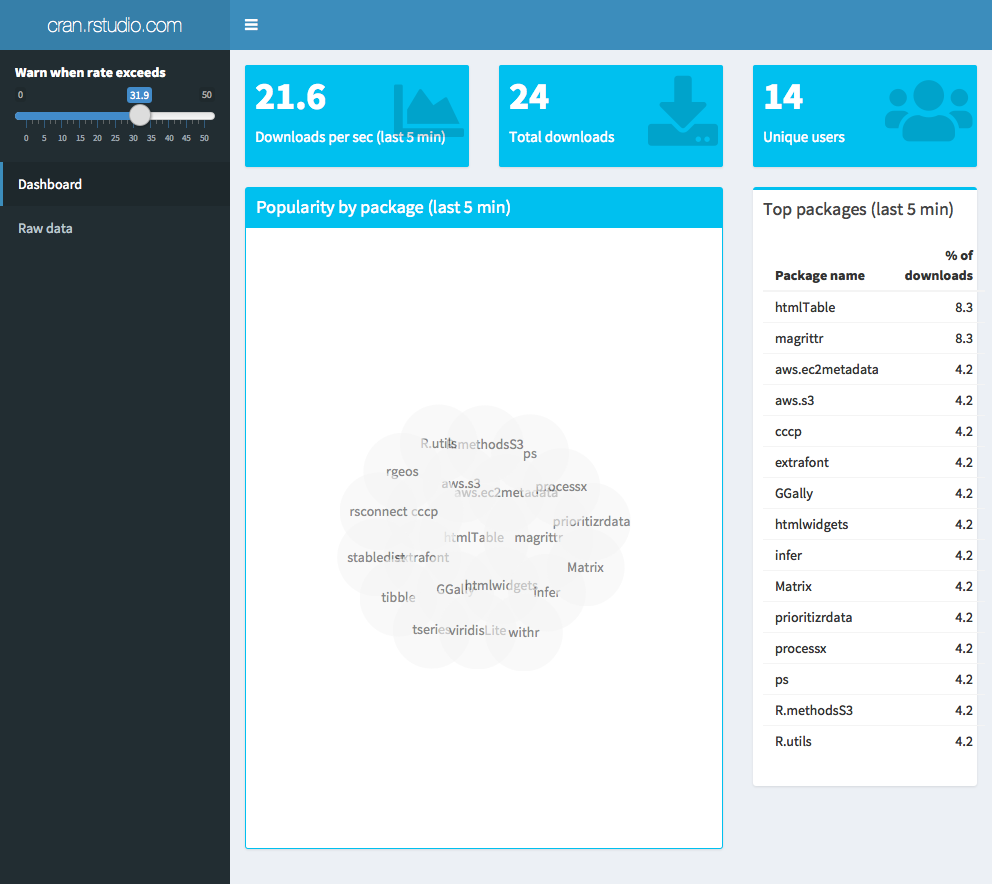 cran.rstudio.com
Warn when rate exceeds
0 31.9 50
0 5 10 15 20 25 30 35 40 45 50
Dashboard
Raw data
21.6
Downloads per sec (last 5 min)
24
Total downloads
14
Unique users
Popularity by package (last 5 min)
R.utils R.methodsS3
ps
rgeos
aws.s3 processx
aws.ec2metadata
rsconnect cccp
prioritizrdata
htmlTable magrittr
stabledist extrafont
Matrix
GGally htmlwidgets infer
tibble
tseries viridisLite withr
Top packages (last 5 min)
Package name % of downloads
htmlTable 8.3
magrittr 8.3
aws.ec2metadata 4.2
aws.s3 4.2
cccp 4.2
extrafont 4.2
GGally 4.2
htmlwidgets 4.2
infer 4.2
Matrix 4.2
prioritizrdata 4.2
processx 4.2
ps 4.2
R.methodsS3 4.2
R.utils 4.2